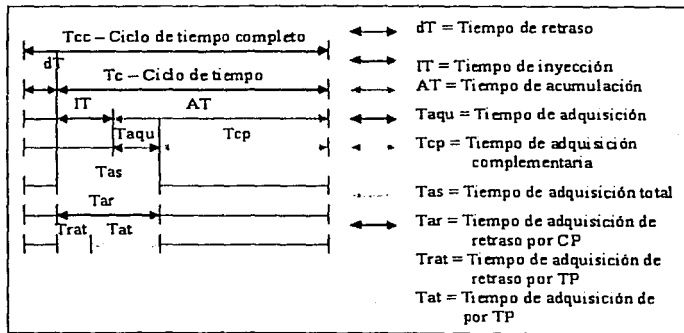 Tcc – Ciclo de tiempo completo
dT
Tc – Ciclo de tiempo
IT
AT
Taqu
Tcp
Tas
Tar
Trat
Tat
dT = Tiempo de retraso
IT = Tiempo de inyección
AT = Tiempo de acumulación
Taqu = Tiempo de adquisición
Tcp = Tiempo de adquisición
complementaria
Tas = Tiempo de adquisición total
Tar = Tiempo de adquisición de
retraso por CP
Trat = Tiempo de adquisición de
retraso por TP
Tat = Tiempo de adquisición de
por TP